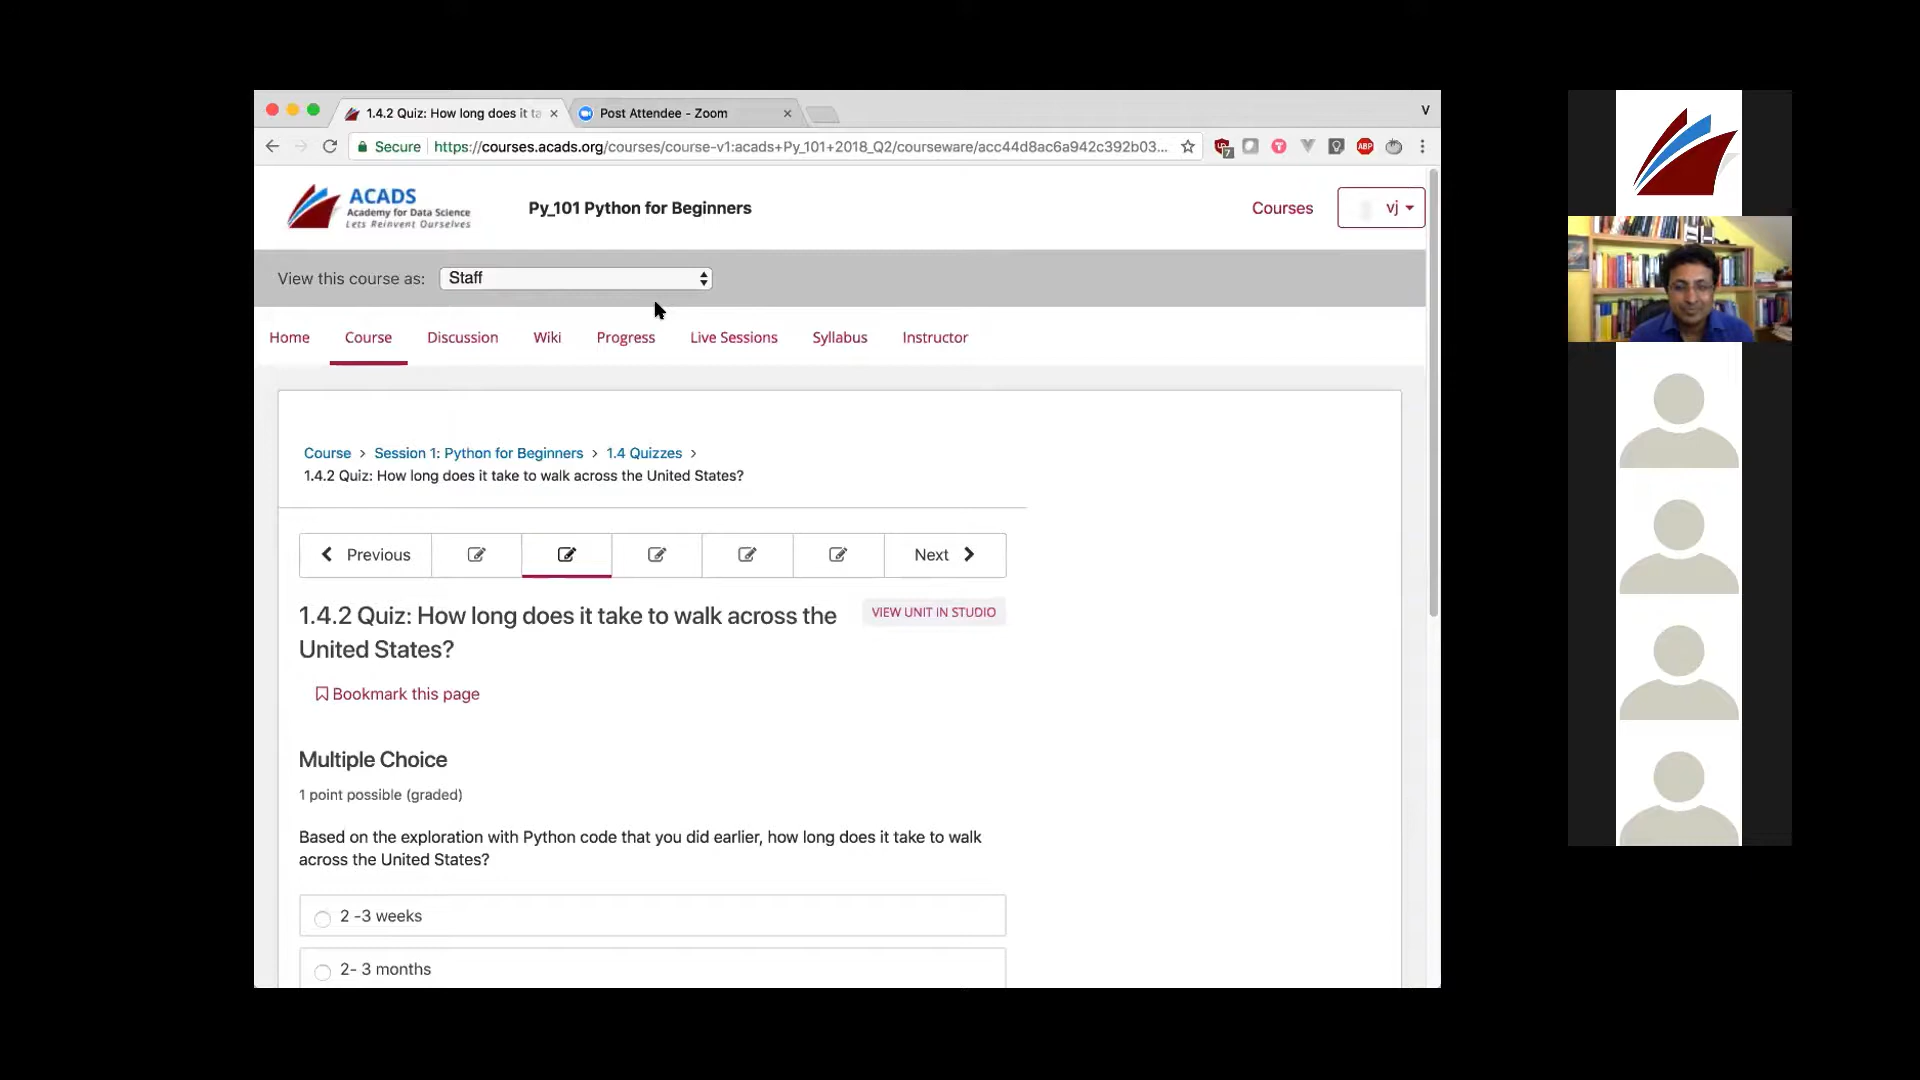 1.4.2 Quiz: How long does it ta
Post Attendee - Zoom
V
Secure https://courses.acads.org/courses/course-v1:acads+Py_101+2018_Q2/courseware/acc44d8ac6a942c392b03...
7
T
ABP
ACADS
Academy for Data Science
Lets Reinvent Ourselves
Py_101 Python for Beginners
Courses
vj
View this course as: Staff
Home Course Discussion Wiki Progress Live Sessions Syllabus Instructor
Course > Session 1: Python for Beginners > 1.4 Quizzes >
1.4.2 Quiz: How long does it take to walk across the United States?
Previous
Next
1.4.2 Quiz: How long does it take to walk across the
United States?
VIEW UNIT IN STUDIO
Bookmark this page
Multiple Choice
1 point possible (graded)
Based on the exploration with Python code that you did earlier, how long does it take to walk
across the United States?
2 -3 weeks
2- 3 months